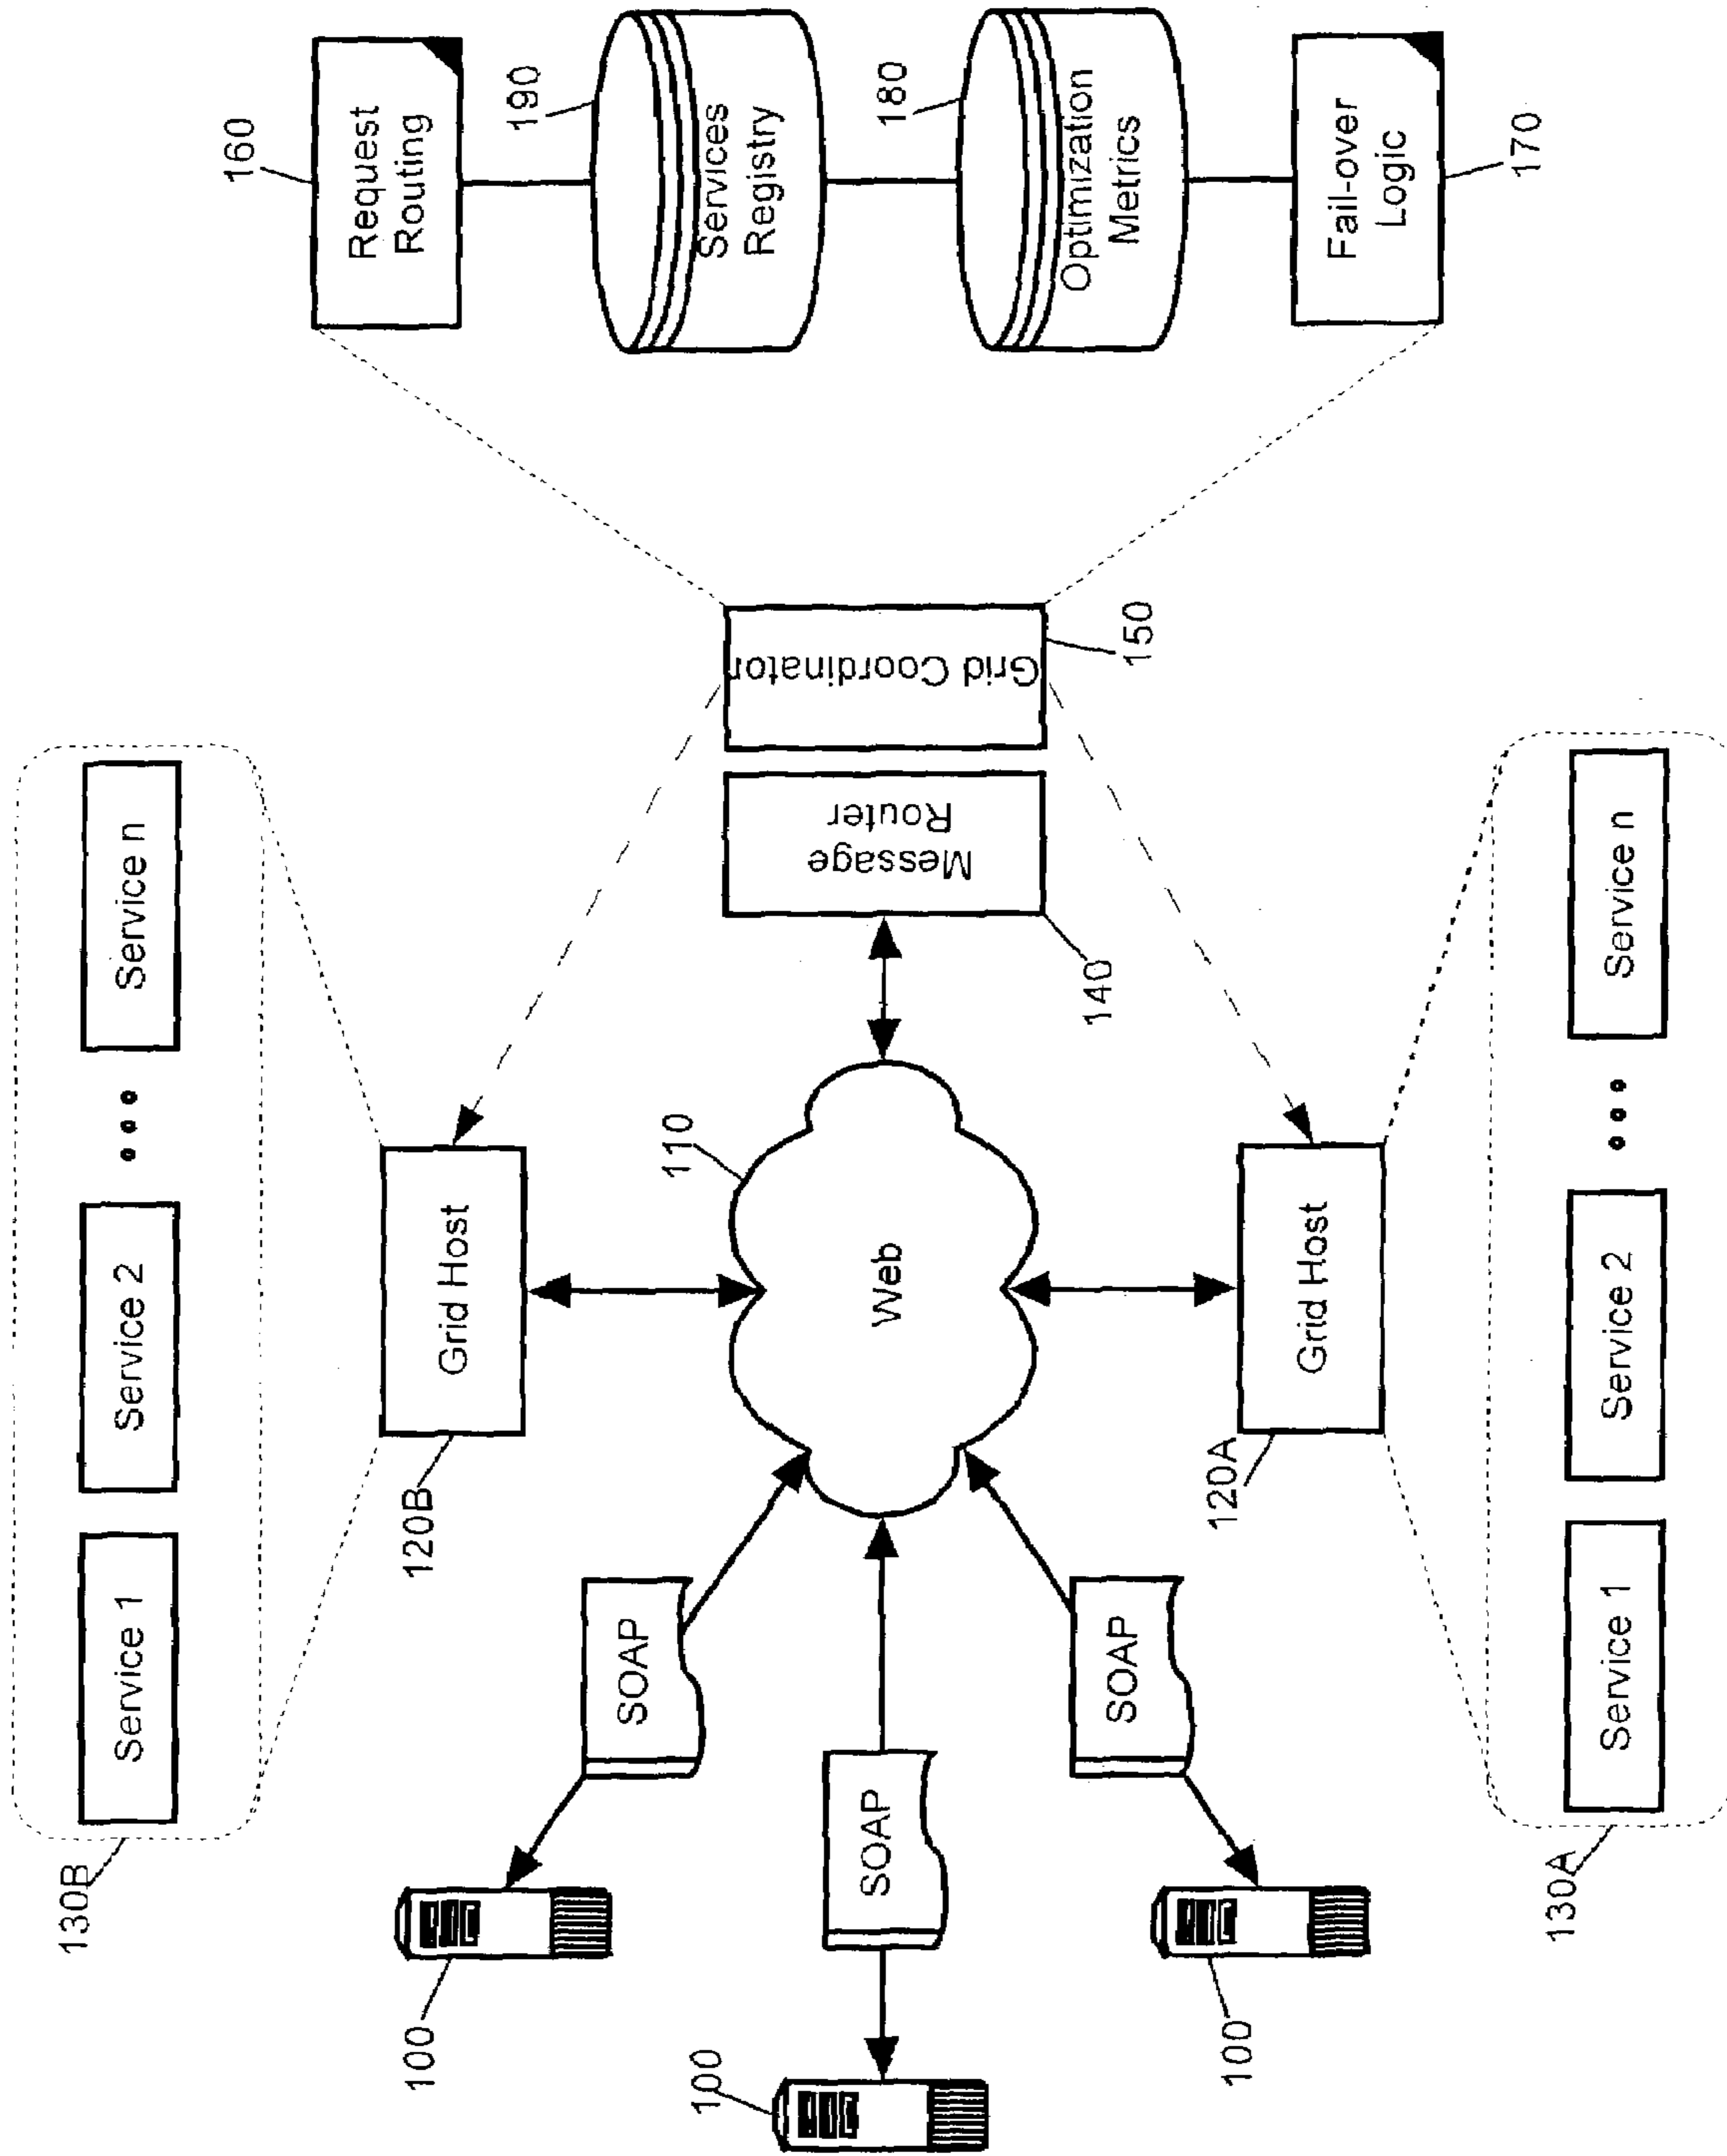 130B
Service 1
Service 2
Service n
160
Request
Routing
120B
Grid Host
190
Services
Registry
100
SOAP
110
Web
Message
Router
140
Grid Coordinator
150
180
Optimization
Metrics
100
SOAP
100
SOAP
120A
Grid Host
Fail-over
Logic
170
130A
Service 1
Service 2
Service n